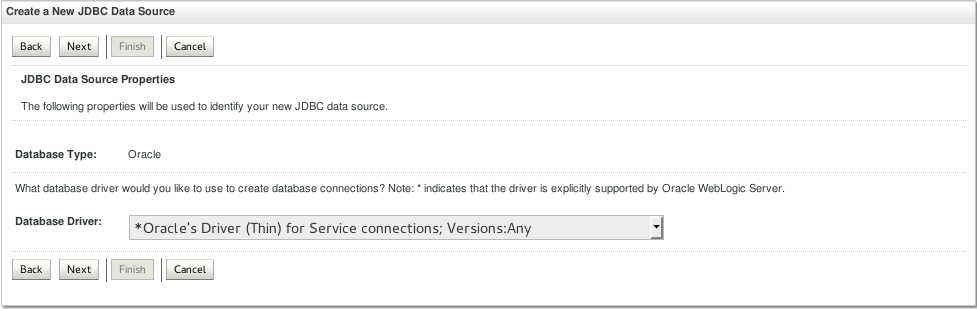 Create a New JDBC Data Source
Back Next Finish Cancel
JDBC Data Source Properties
The following properties will be used to identify your new JDBC data source.
Database Type: Oracle
What database driver would you like to use to create database connections? Note: * indicates that the driver is explicitly supported by Oracle WebLogic Server.
Database Driver: *Oracle's Driver (Thin) for Service connections; Versions:Any
Back Next Finish Cancel